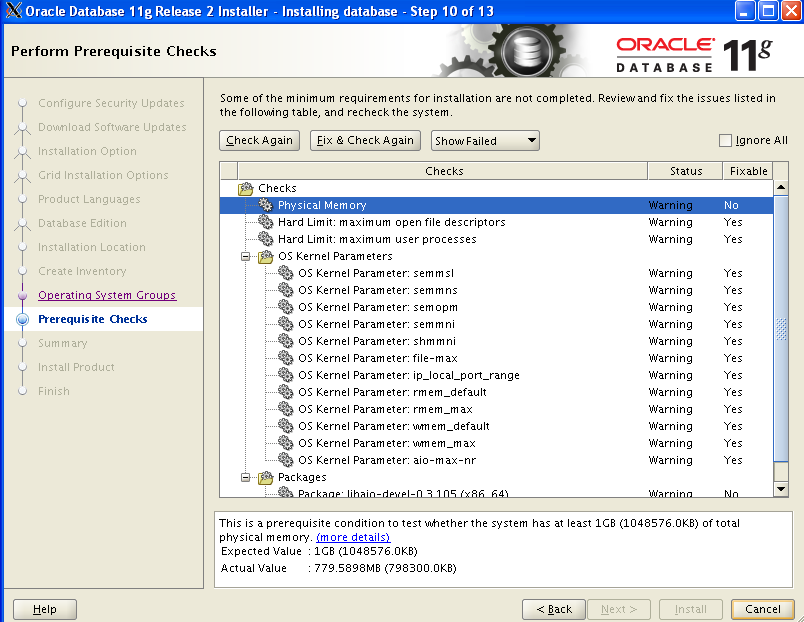 Oracle Database 11g Release 2 Installer - Installing database - Step 10 of 13
Perform Prerequisite Checks
ORACLE
DATABASE 11g
Configure Security Updates
Download Software Updates
Installation Option
Grid Installation Options
Product Languages
Database Edition
Installation Location
Create Inventory
Operating System Groups
Prerequisite Checks
Summary
Install Product
Finish
Some of the minimum requirements for installation are not completed. Review and fix the issues listed in
the following table, and recheck the system.
Check Again Fix & Check Again Show Failed Ignore All
Checks Status Fixable
Checks
Physical Memory Warning No
Hard Limit: maximum open file descriptors Warning Yes
Hard Limit: maximum user processes Warning Yes
OS Kernel Parameters
OS Kernel Parameter: semmsl Warning Yes
OS Kernel Parameter: semmns Warning Yes
OS Kernel Parameter: semopm Warning Yes
OS Kernel Parameter: semmni Warning Yes
OS Kernel Parameter: shmmni Warning Yes
OS Kernel Parameter: file-max Warning Yes
OS Kernel Parameter: ip_local_port_range Warning Yes
OS Kernel Parameter: rmem_default Warning Yes
OS Kernel Parameter: rmem_max Warning Yes
OS Kernel Parameter: wmem_default Warning Yes
OS Kernel Parameter: wmem_max Warning Yes
OS Kernel Parameter: aio-max-nr Warning Yes
Packages
Package: libaio-devel-0.3.105 (x86_64) Warning No
This is a prerequisite condition to test whether the system has at least 1GB (1048576.0KB) of total
physical memory. (more details)
Expected Value : 1GB (1048576.0KB)
Actual Value : 779.5898MB (798300.0KB)
Help < Back Next > Install Cancel